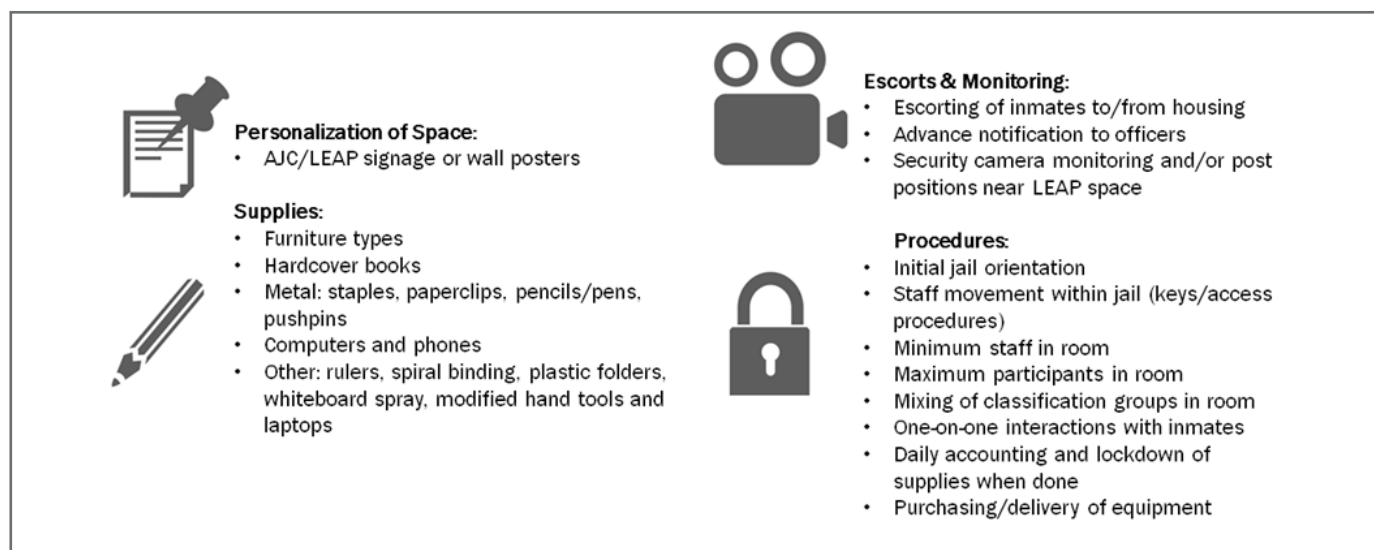 Personalization of Space:
• AJC/LEAP signage or wall posters
Supplies:
• Furniture types
• Hardcover books
• Metal: staples, paperclips, pencils/pens,
pushpins
• Computers and phones
• Other: rulers, spiral binding, plastic folders,
whiteboard spray, modified hand tools and
laptops
Escorts & Monitoring:
• Escorting of inmates to/from housing
• Advance notification to officers
• Security camera monitoring and/or post
positions near LEAP space
Procedures:
• Initial jail orientation
• Staff movement within jail (keys/access
procedures)
• Minimum staff in room
• Maximum participants in room
• Mixing of classification groups in room
• One-on-one interactions with inmates
• Daily accounting and lockdown of
supplies when done
• Purchasing/delivery of equipment